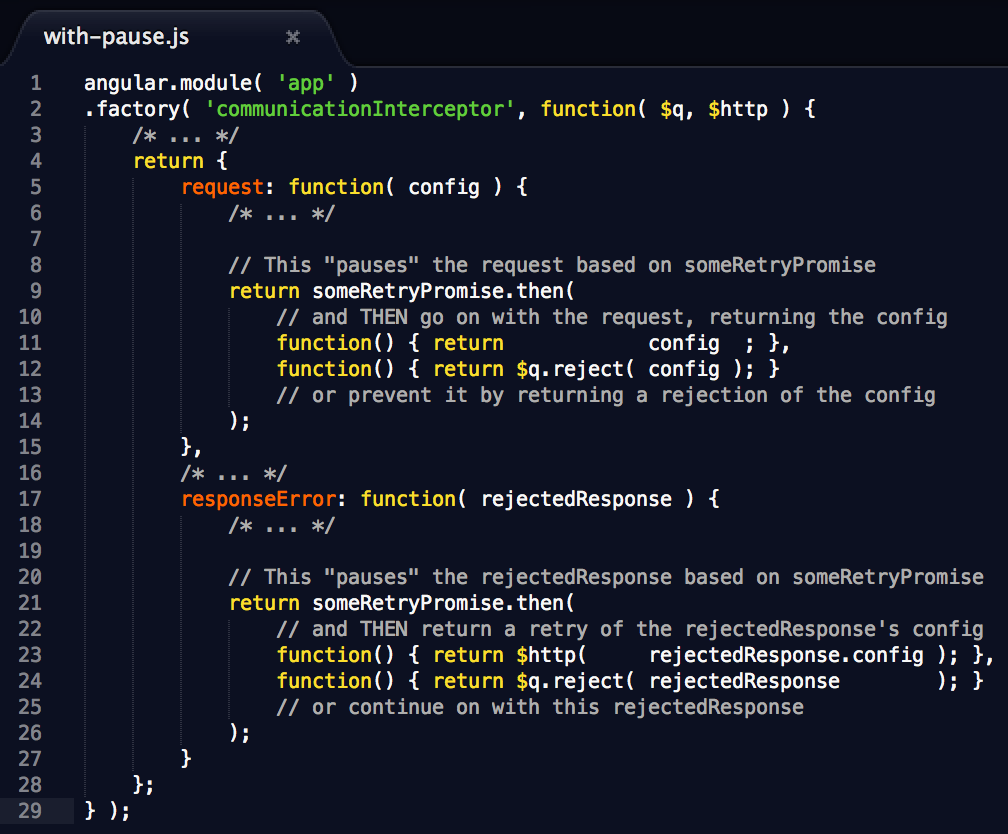 with-pause.js ×
1 angular.module( 'app' )
2 .factory( 'communicationInterceptor', function( $q, $http ) {
3     /* ... */
4     return {
5         request: function( config ) {
6             /* ... */
7
8             // This "pauses" the request based on someRetryPromise
9             return someRetryPromise.then(
10                 // and THEN go on with the request, returning the config
11                 function() { return            config  ; },
12                 function() { return $q.reject( config ); }
13                 // or prevent it by returning a rejection of the config
14             );
15         },
16         /* ... */
17         responseError: function( rejectedResponse ) {
18             /* ... */
19
20             // This "pauses" the rejectedResponse based on someRetryPromise
21             return someRetryPromise.then(
22                 // and THEN return a retry of the rejectedResponse's config
23                 function() { return $http(     rejectedResponse.config ); },
24                 function() { return $q.reject( rejectedResponse        ); }
25                 // or continue on with this rejectedResponse
26             );
27         }
28     };
29 } );